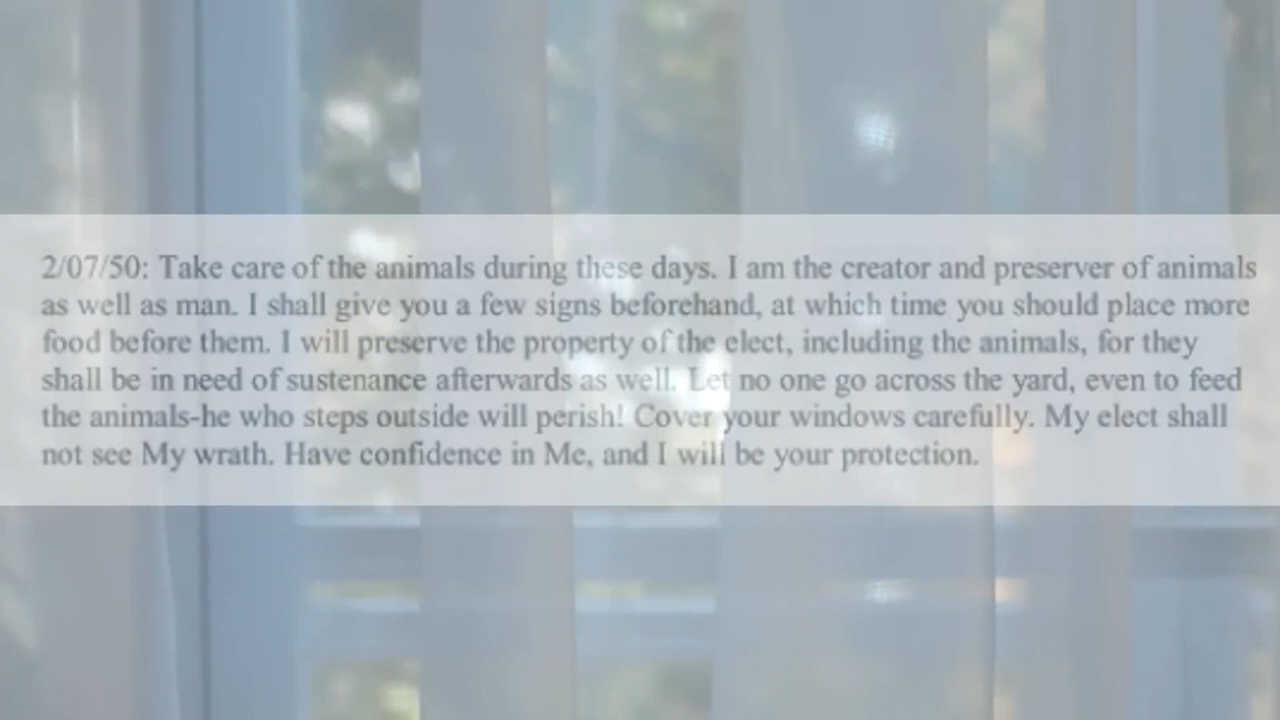 2/07/50: Take care of the animals during these days. I am the creator and preserver of animals
as well as man. I shall give you a few signs beforehand, at which time you should place more
food before them. I will preserve the property of the elect, including the animals, for they
shall be in need of sustenance afterwards as well. Let no one go across the yard, even to feed
the animals-he who steps outside will perish! Cover your windows carefully. My elect shall
not see My wrath. Have confidence in Me, and I will be your protection.